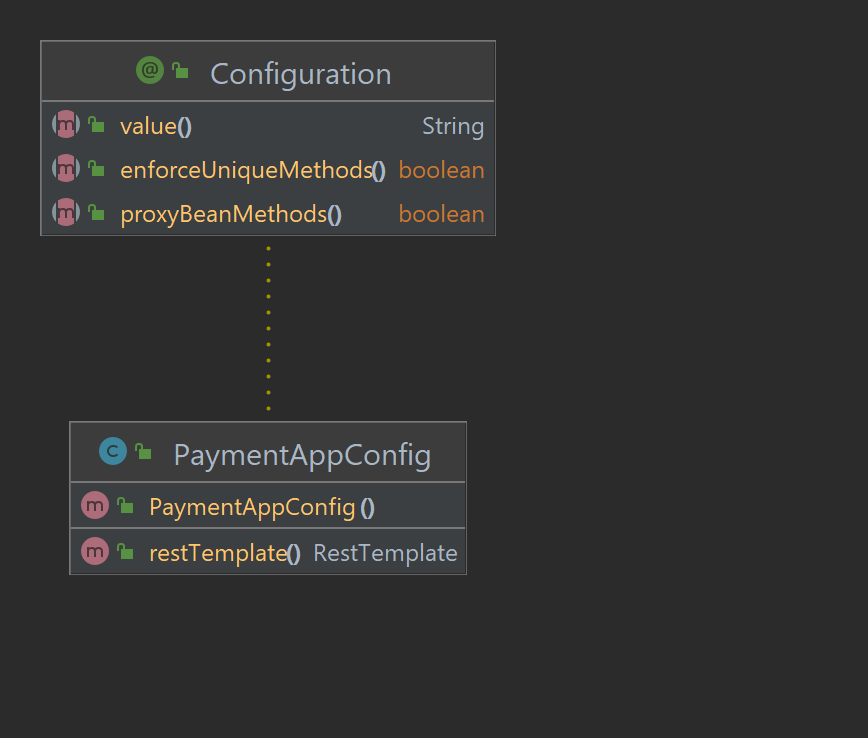 @ Configuration
m value() String
m enforceUniqueMethods() boolean
m proxyBeanMethods() boolean
C PaymentAppConfig
m PaymentAppConfig ()
m restTemplate() RestTemplate